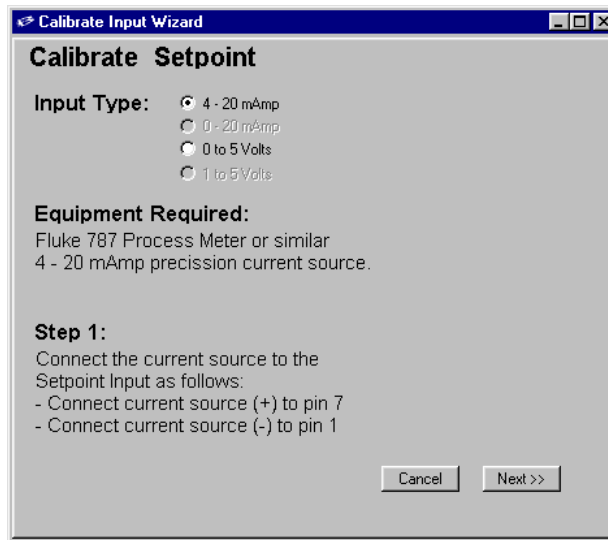 Calibrate Input Wizard
Calibrate Setpoint
Input Type:
4 - 20 mAmp
0 - 20 mAmp
0 to 5 Volts
1 to 5 Volts
Equipment Required:
Fluke 787 Process Meter or similar
4 - 20 mAmp precission current source.
Step 1:
Connect the current source to the
Setpoint Input as follows:
- Connect current source (+) to pin 7
- Connect current source (-) to pin 1
Cancel
Next >>